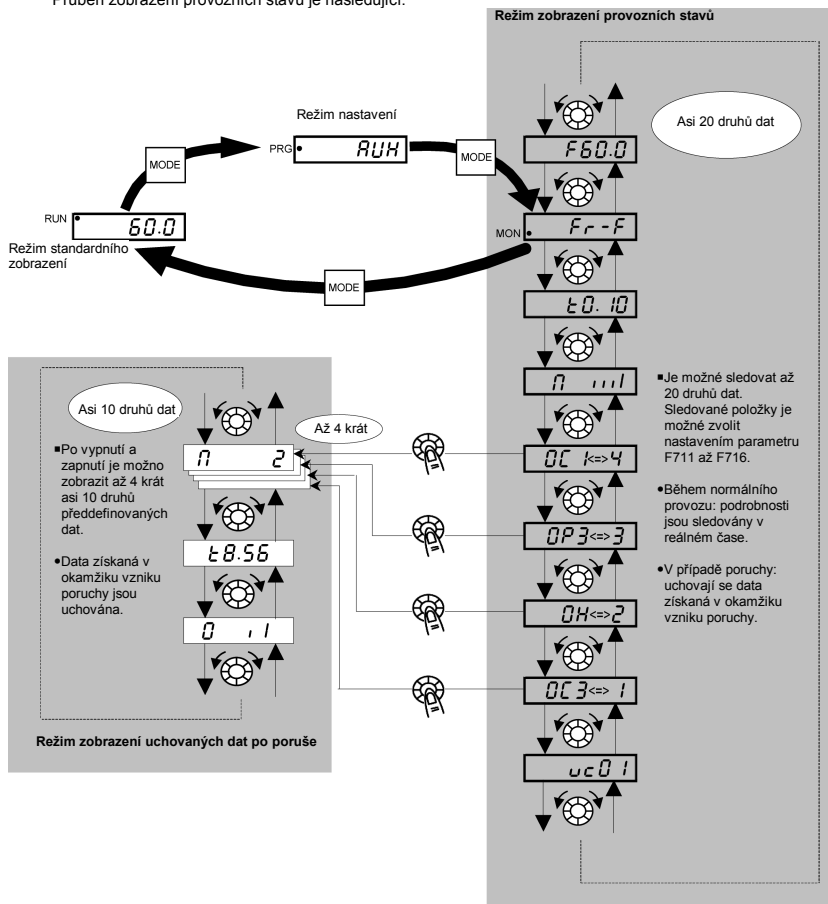 Průběh zobrazení provozních stavů je následující:
Režim zobrazení provozních stavů
Asi 20 druhů dat
Režim nastavení
PRG
AUH
MODE
MODE
RUN
60.0
Režim standardního
zobrazení
MODE
F60.0
MON
Fr-F
t0.10
Asi 10 druhů dat
Až 4 krát
▪Po vypnutí a
zapnutí je možno
zobrazit až 4 krát
asi 10 druhů
předdefinovaných
dat.
•Data získaná v
okamžiku vzniku
poruchy jsou
uchována.
n 2
t8.56
Režim zobrazení uchovaných dat po poruše
OC1<=>4
OP3<=>3
OH<=>2
OC3<=>1
uc01
▪Je možné sledovat až
20 druhů dat.
Sledované položky je
možné zvolit
nastavením parametru
F711 až F716.
•Během normálního
provozu: podrobnosti
jsou sledovány v
reálném čase.
•V případě poruchy:
uchovají se data
získaná v okamžiku
vzniku poruchy.